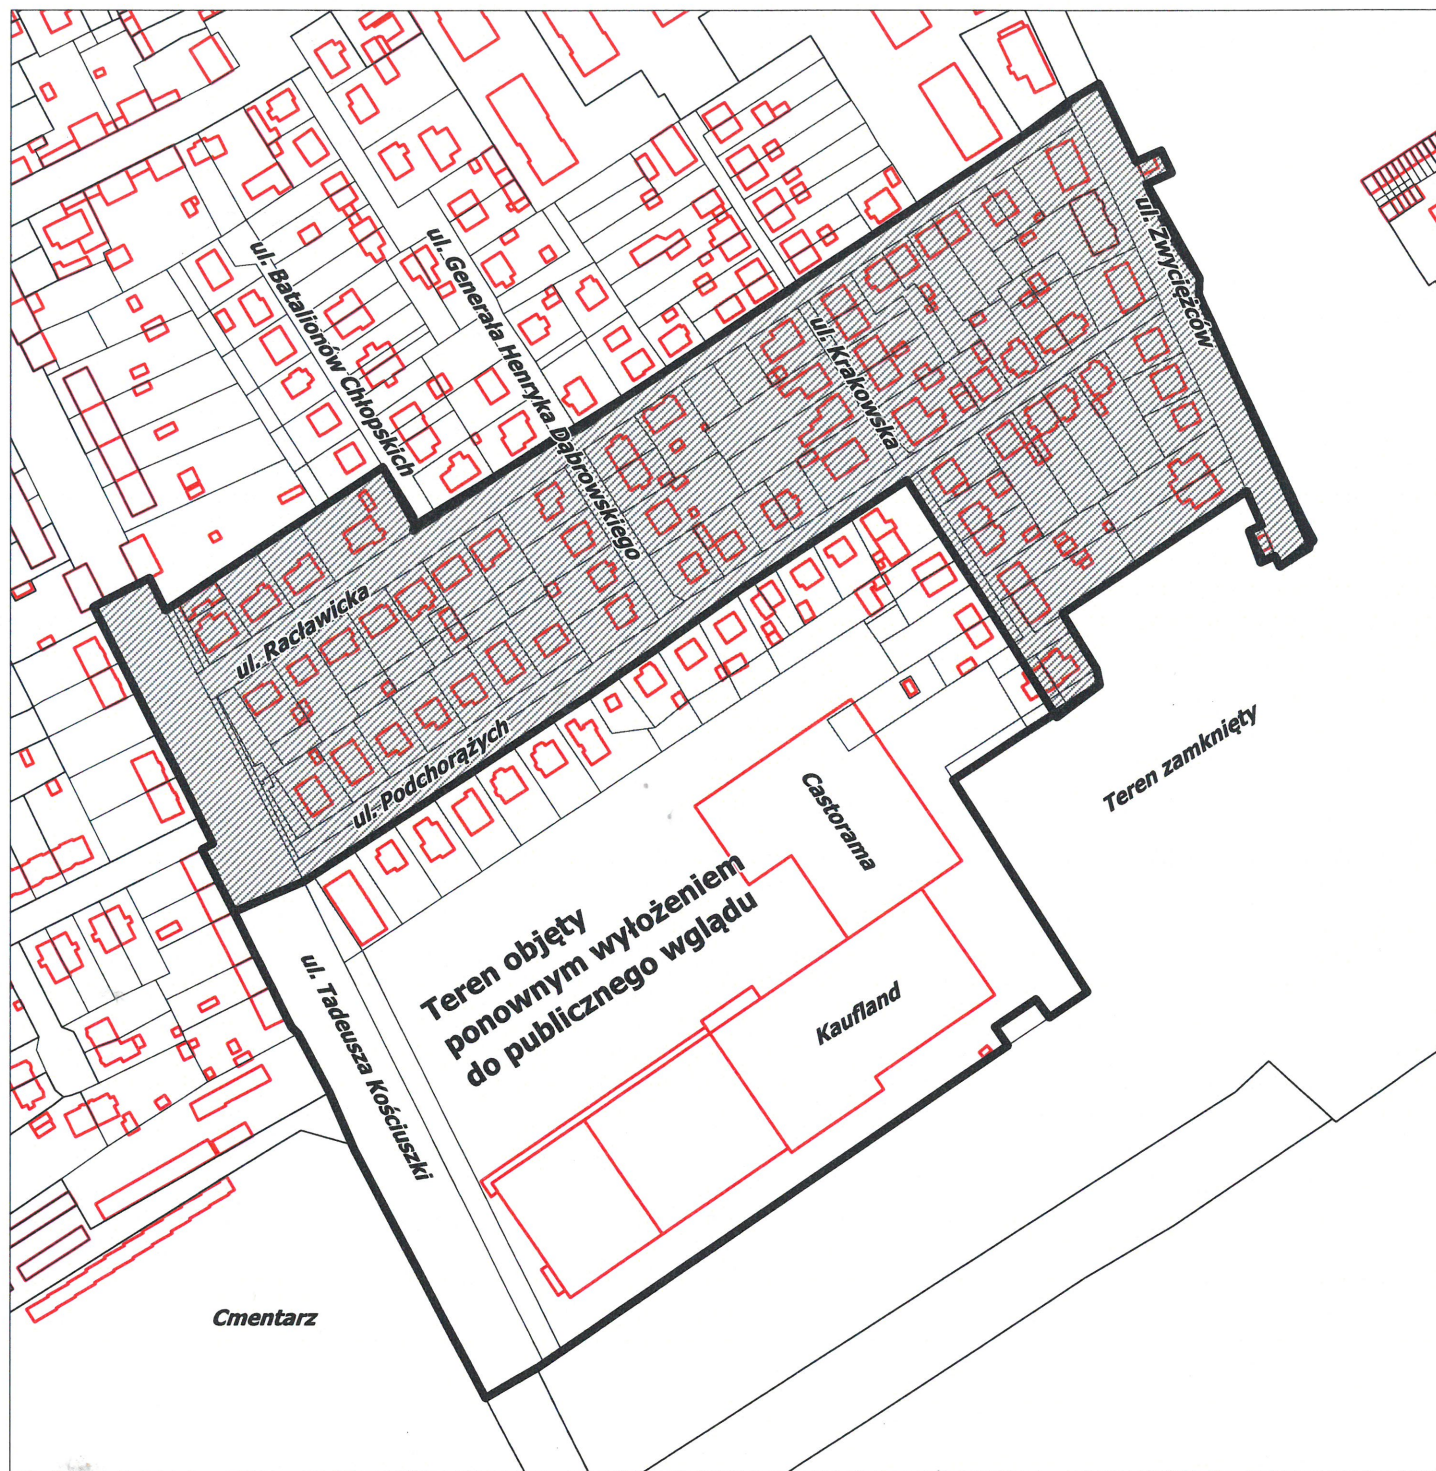 ul. Zwycięzców
ul. Batalionów Chłopskich
ul. Generała Henryka Dąbrowskiego
ul. Krakowska
ul. Racławicka
ul. Podchorążych
Teren zamknięty
Castorama
Teren objęty
ponownym wyłożeniem
do publicznego wglądu
Kaufland
ul. Tadeusza Kościuszki
Cmentarz